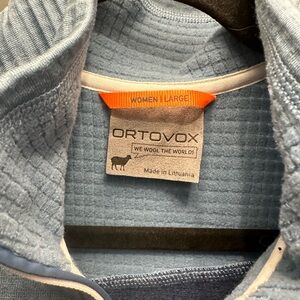 WOMEN | LARGE
ORTOVOX
WE WOOL THE WORLD!
Made in Lithuania